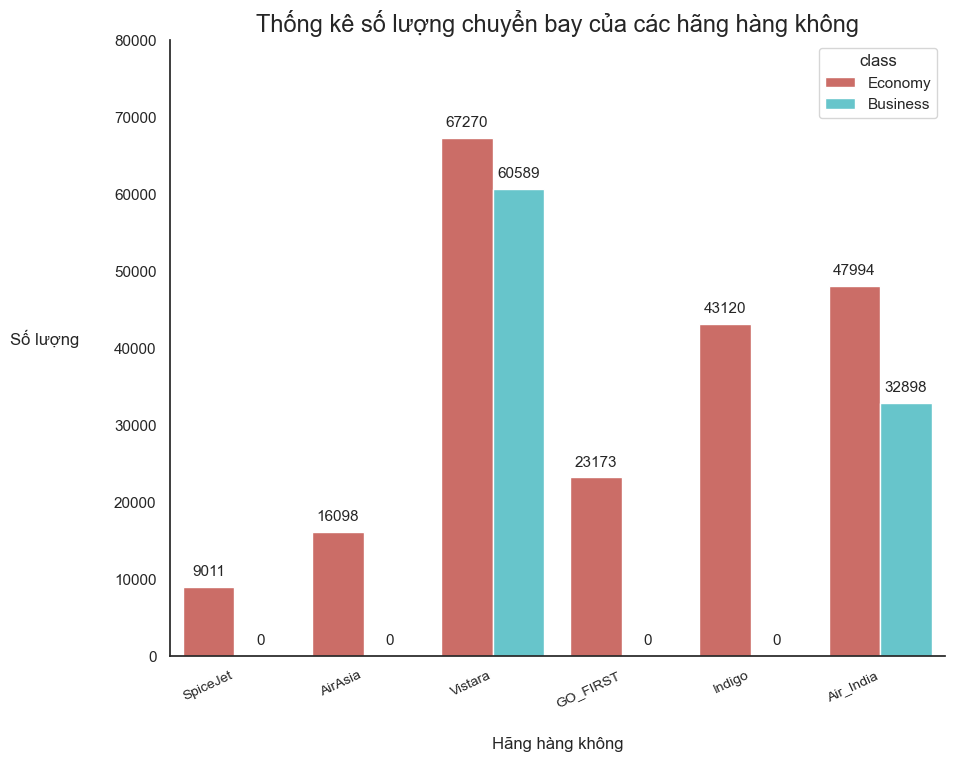 Thống kê số lượng chuyển bay của các hãng hàng không
80000
70000
60000
50000
40000
30000
20000
10000
0
Số lượng
class
Economy
Business
9011
0
16098
0
67270
60589
23173
0
43120
0
47994
32898
SpiceJet
AirAsia
Vistara
GO_FIRST
Indigo
Air_India
Hãng hàng không